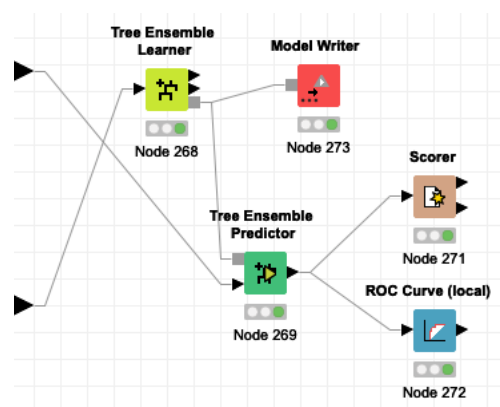 Tree Ensemble
Learner
Node 268
Model Writer
Node 273
Tree Ensemble
Predictor
Node 269
Scorer
Node 271
ROC Curve (local)
Node 272